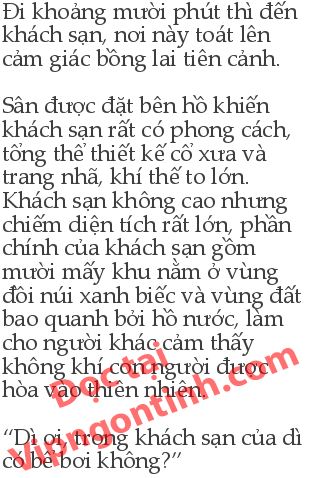 Đi khoảng mười phút thì đến
khách sạn, nơi này toát lên
cảm giác bồng lai tiên cảnh.
Sân được đặt bên hồ khiến
khách sạn rất có phong cách,
tổng thể thiết kế cổ xưa và
trang nhã, khí thế to lớn.
Khách sạn không cao nhưng
chiếm diện tích rất lớn, phần
chính của khách sạn gồm
mười mấy khu nằm ở vùng
đôi núi xanh biếc và vùng đất
bao quanh bởi hồ nước, làm
cho người khác cảm thấy
không khí con người được
hòa vào thiên nhiên.
“Dì ơi, trong khách sạn của dì
có bể bơi không?”
Đọc tại
Vipngontinh.com